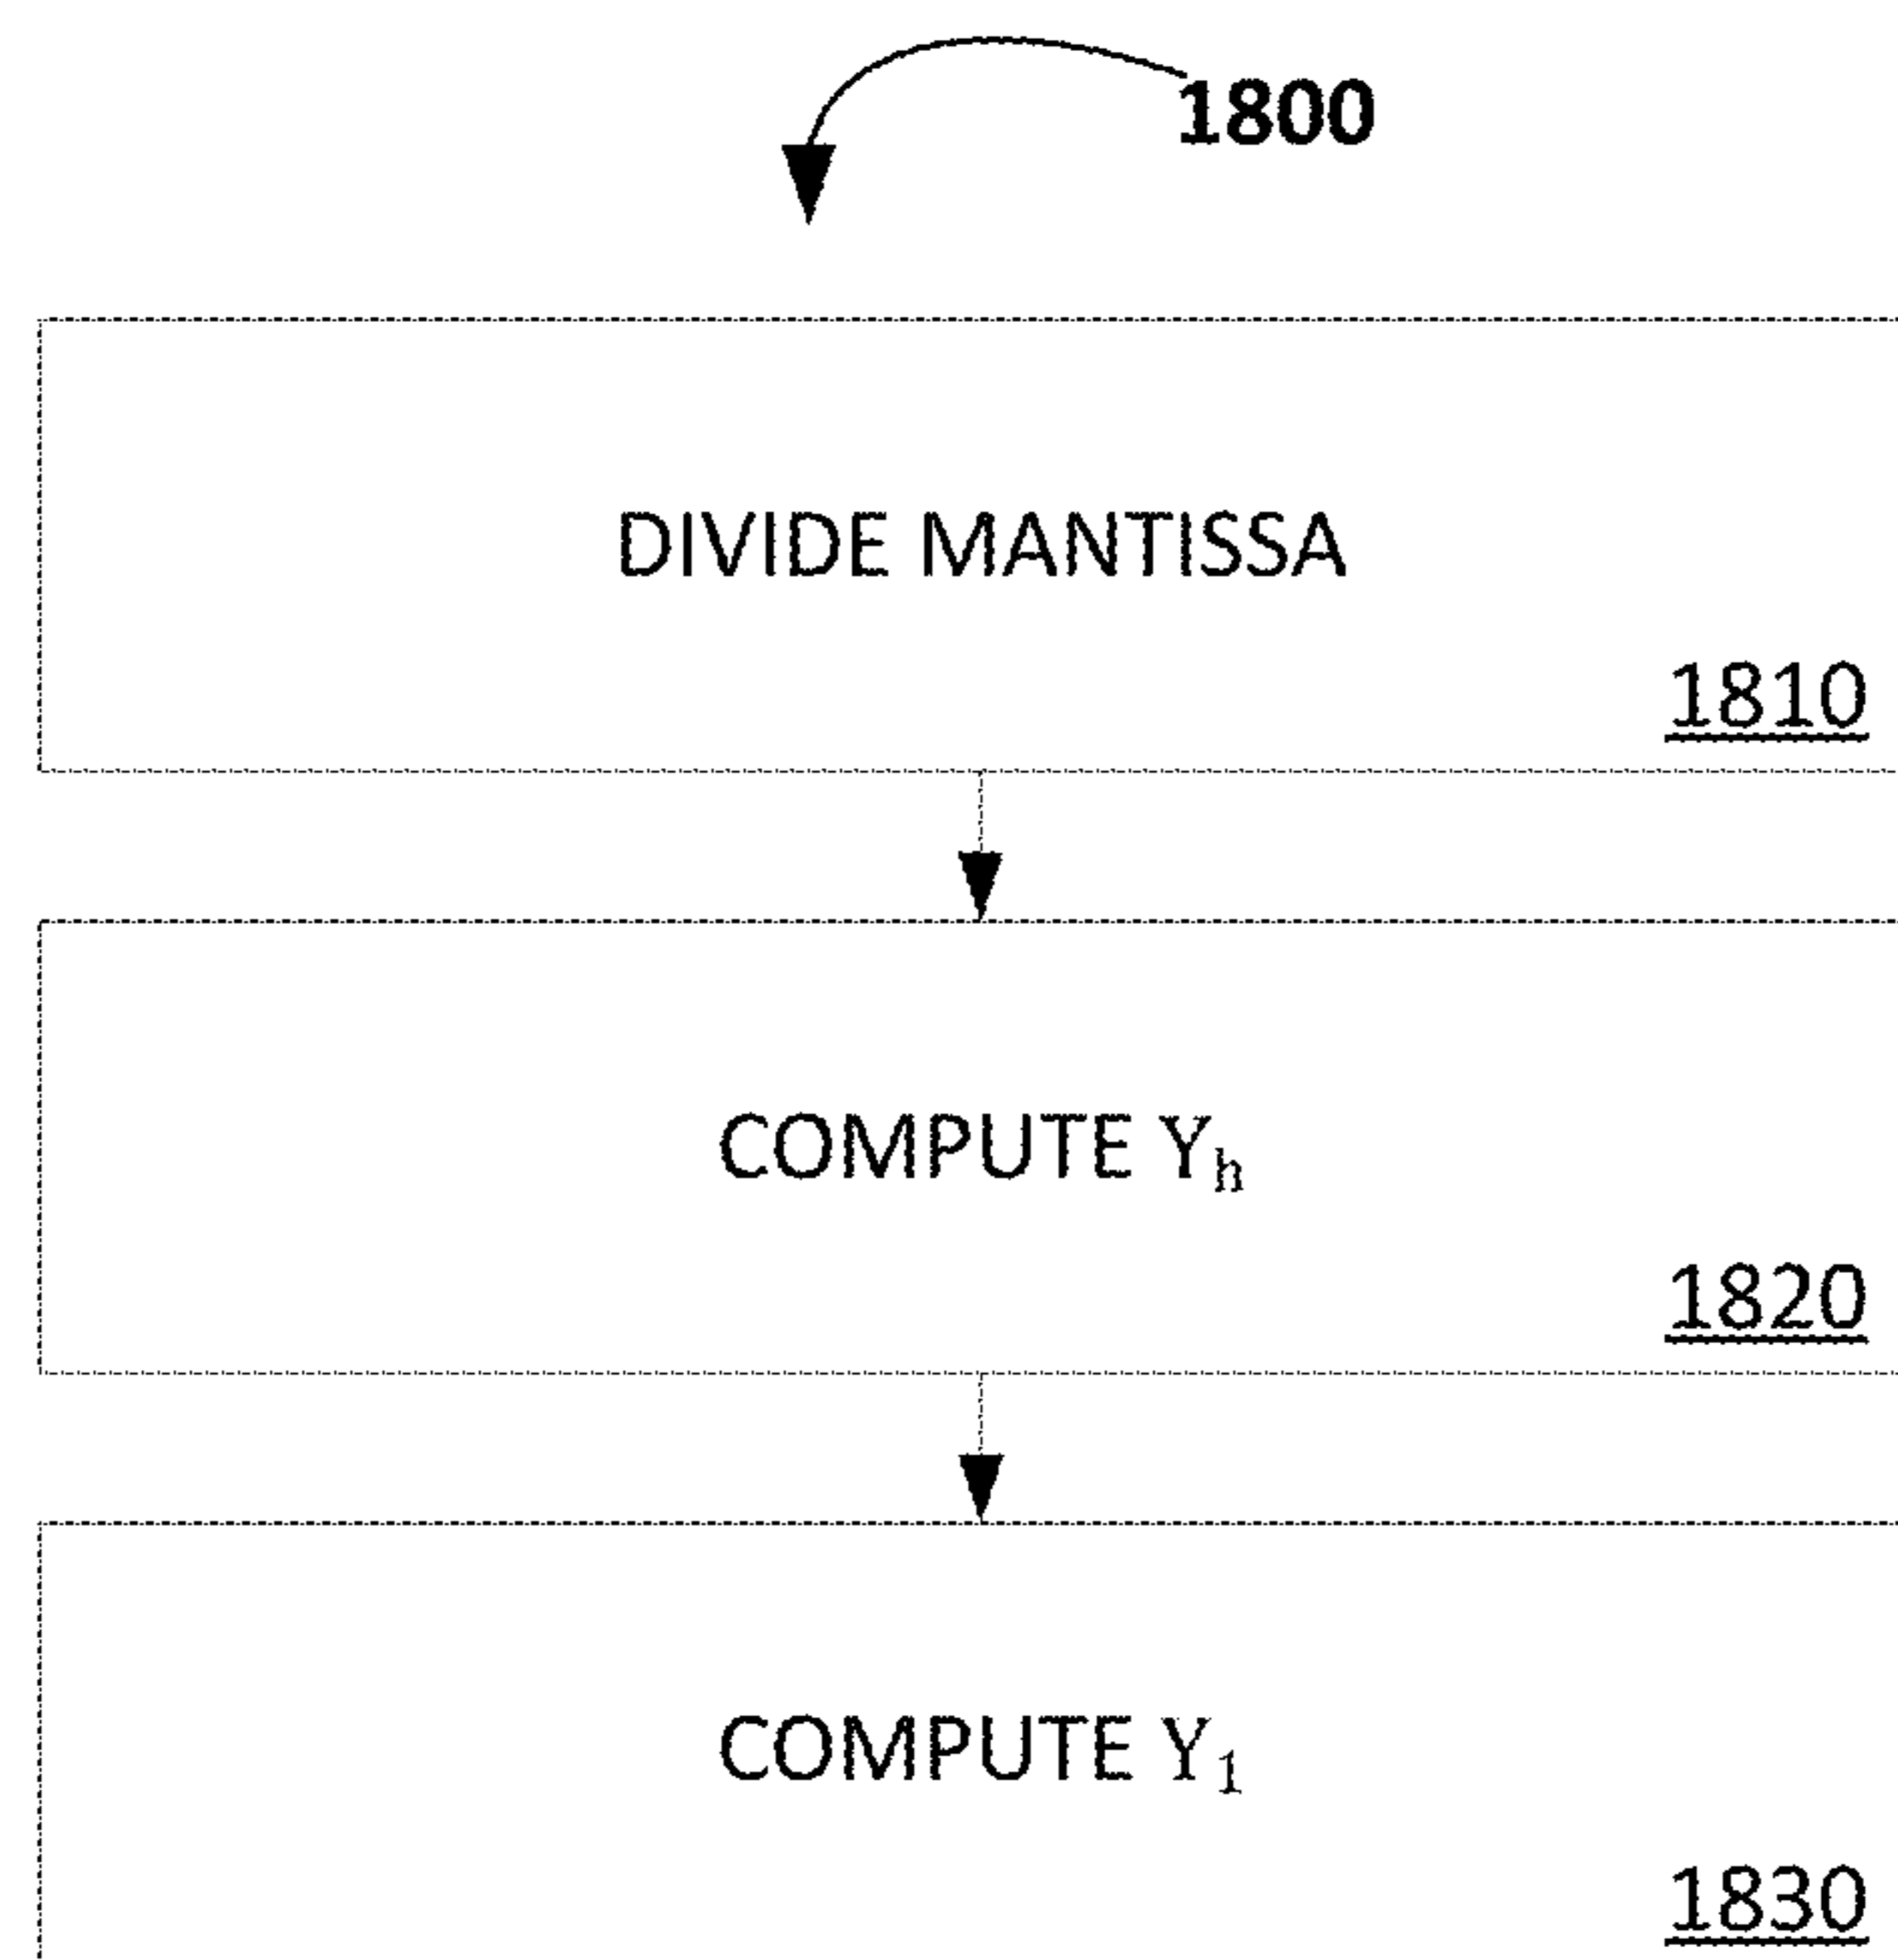 1800
DIVIDE MANTISSA
1810
COMPUTE Yₕ
1820
COMPUTE Y₁
1830